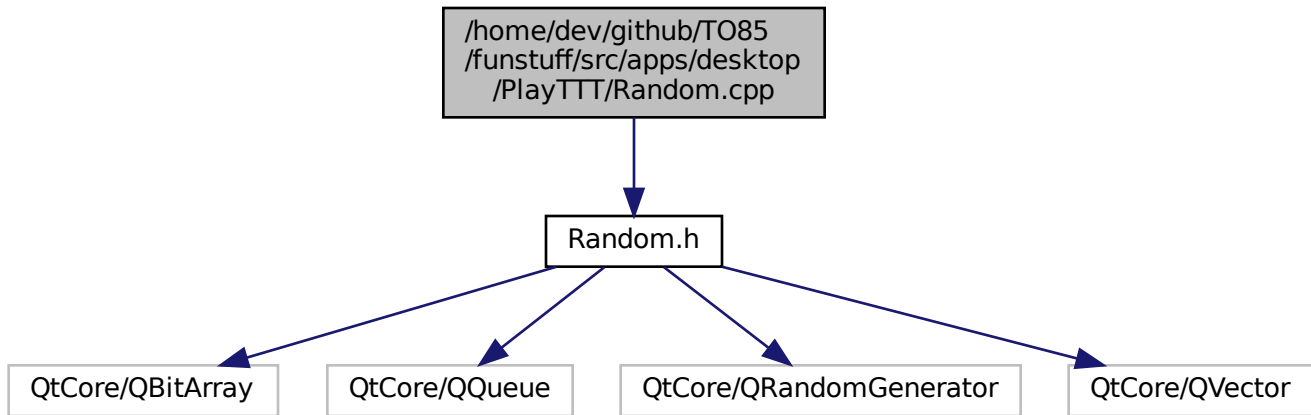 /home/dev/github/TO85
/funstuff/src/apps/desktop
/PlayTTT/Random.cpp
Random.h
QtCore/QBitArray
QtCore/QQueue
QtCore/QRandomGenerator
QtCore/QVector